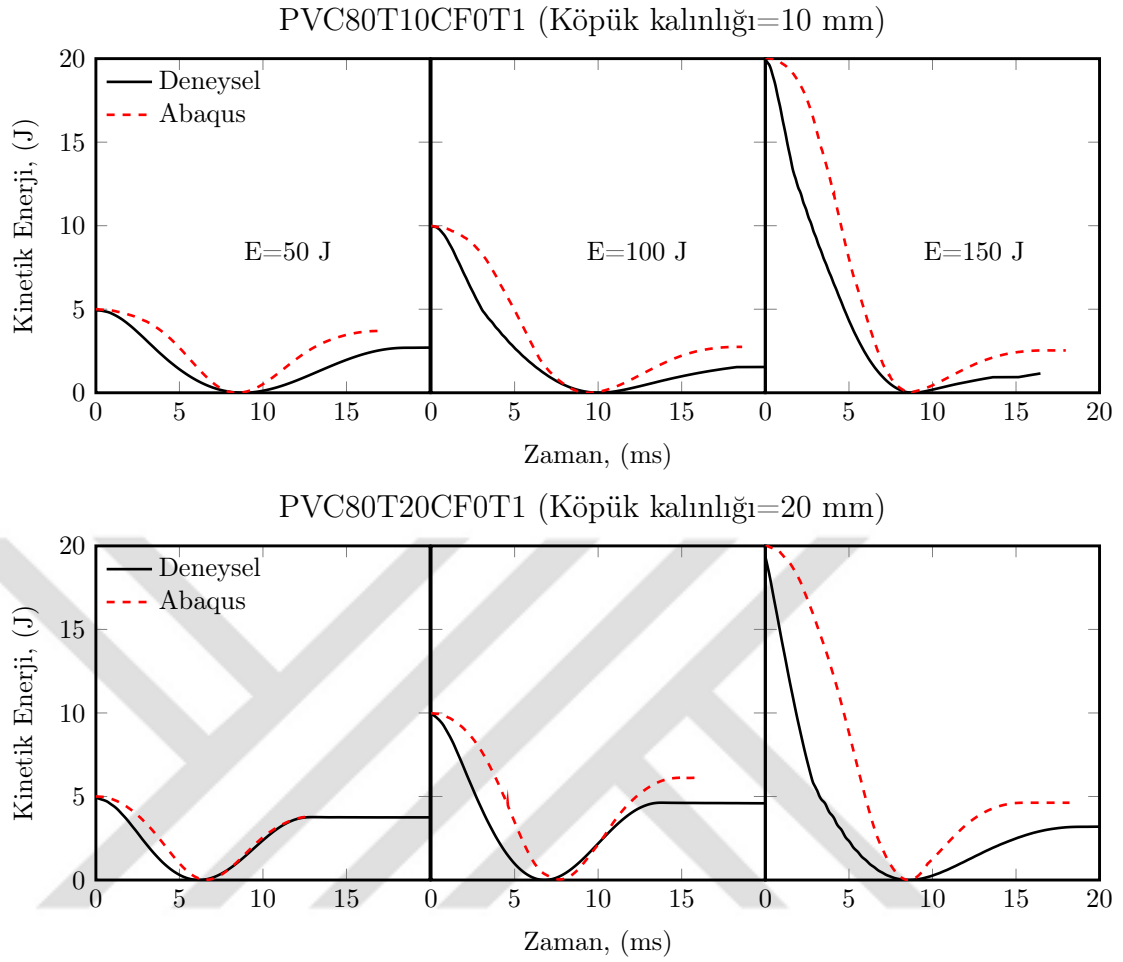 PVC80T10CF0T1 (Köpük kalınlığı=10 mm)
Kinetik Enerji, (J)
20
15
10
5
0
Deneysel
Abaqus
E=50 J
E=100 J
E=150 J
0 5 10 15 0 5 10 15 0 5 10 15 20
Zaman, (ms)
PVC80T20CF0T1 (Köpük kalınlığı=20 mm)
Kinetik Enerji, (J)
20
15
10
5
0
Deneysel
Abaqus
0 5 10 15 0 5 10 15 0 5 10 15 20
Zaman, (ms)